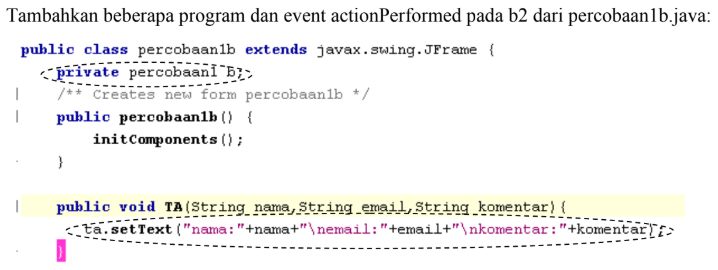 Tambahkan beberapa program dan event actionPerformed pada b2 dari percobaan1b.java:
public class percobaan1b extends javax.swing.JFrame {
private percobaan1 b;
/** Creates new form percobaan1b */
public percobaan1b() {
initComponents();
}
public void TA(String nama,String email,String komentar){
ta.setText("nama:"+nama+"\nemail:"+email+"\nkomentar:"+komentar);
}